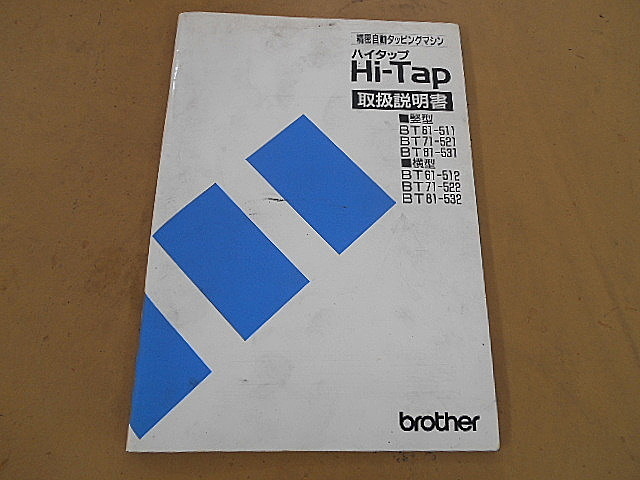 精密自動タッピングマシン
ハイタップ
Hi-Tap
取扱説明書
■竪型
BT61-511
BT71-521
BT81-531
■横型
BT61-512
BT71-522
BT81-532
brother